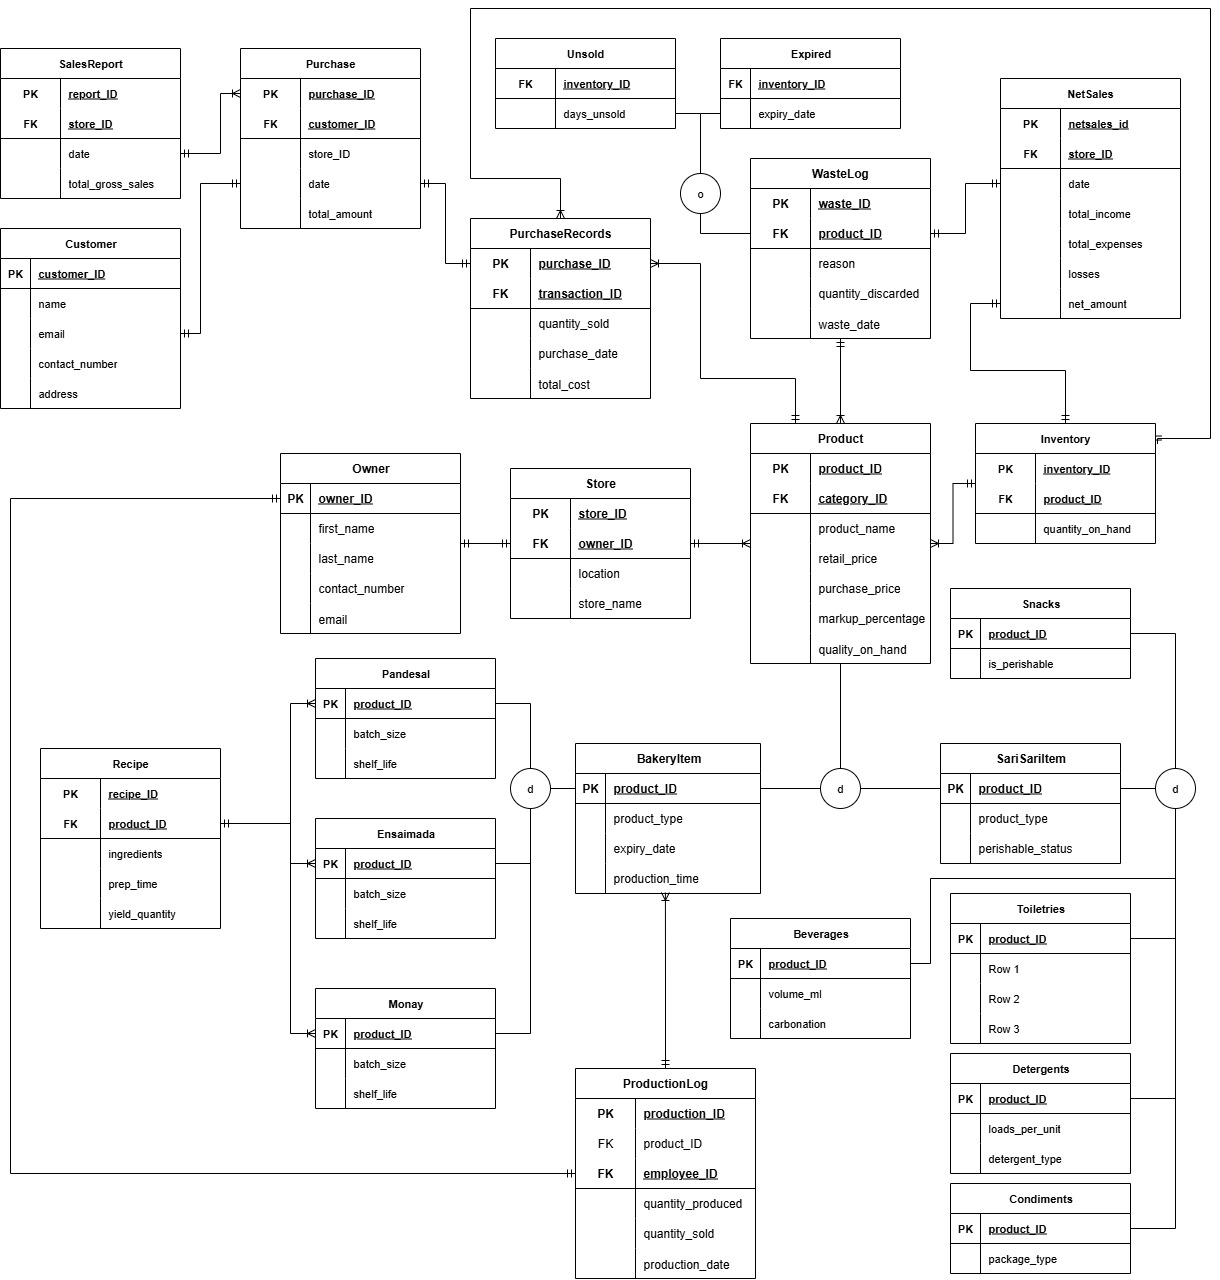 SalesReport
PK report_ID
FK store_ID
date
total_gross_sales
Purchase
PK purchase_ID
FK customer_ID
store_ID
date
total_amount
Customer
PK customer_ID
name
email
contact_number
address
Unsold
FK inventory_ID
days_unsold
Expired
FK inventory_ID
expiry_date
o
PurchaseRecords
PK purchase_ID
FK transaction_ID
quantity_sold
purchase_date
total_cost
WasteLog
PK waste_ID
FK product_ID
reason
quantity_discarded
waste_date
NetSales
PK netsales_id
FK store_ID
date
total_income
total_expenses
losses
net_amount
Owner
PK owner_ID
first_name
last_name
contact_number
email
Store
PK store_ID
FK owner_ID
location
store_name
Product
PK product_ID
FK category_ID
product_name
retail_price
purchase_price
markup_percentage
quality_on_hand
Inventory
PK inventory_ID
FK product_ID
quantity_on_hand
Snacks
PK product_ID
is_perishable
Pandesal
PK product_ID
batch_size
shelf_life
Recipe
PK recipe_ID
FK product_ID
ingredients
prep_time
yield_quantity
Ensaimada
PK product_ID
batch_size
shelf_life
Monay
PK product_ID
batch_size
shelf_life
d
BakeryItem
PK product_ID
product_type
expiry_date
production_time
d
SariSariItem
PK product_ID
product_type
perishable_status
d
Beverages
PK product_ID
volume_ml
carbonation
Toiletries
PK product_ID
Row 1
Row 2
Row 3
Detergents
PK product_ID
loads_per_unit
detergent_type
Condiments
PK product_ID
package_type
ProductionLog
PK production_ID
FK product_ID
FK employee_ID
quantity_produced
quantity_sold
production_date